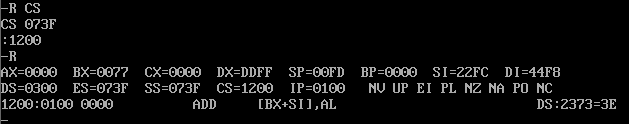 -R CS
CS 073F
:1200
-R
AX=0000  BX=0077  CX=0000  DX=DDFF  SP=00FD  BP=0000  SI=22FC  DI=44F8
DS=0300  ES=073F  SS=073F  CS=1200  IP=0100   NV UP EI PL NZ NA PO NC
1200:0100 0000          ADD     [BX+SI],AL                         DS:2373=3E
-